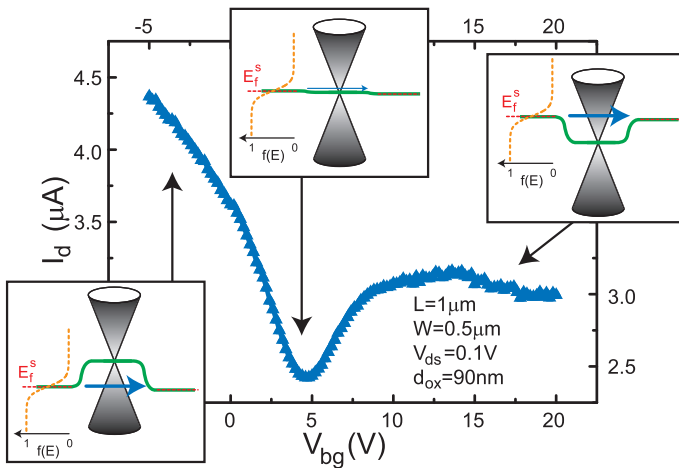 -5 15 20
4.5
4.0
3.5
3.0
2.5
I_d (μA)
E_f^s
1 f(E) 0
E_f^s
1 f(E) 0
E_f^s
1 f(E) 0
L=1μm
W=0.5μm
V_ds=0.1V
d_ox=90nm
0 5 10 15 20
V_bg(V)